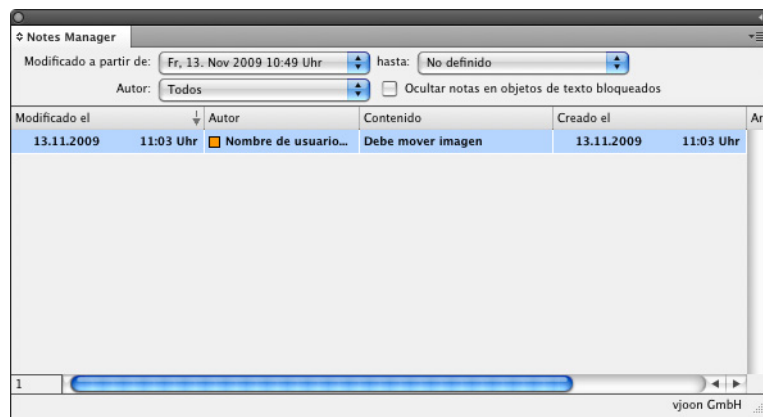 Notes Manager
Modificado a partir de: Fr, 13. Nov 2009 10:49 Uhr hasta: No definido
Autor: Todos Ocultar notas en objetos de texto bloqueados
Modificado el Autor Contenido Creado el Ar
13.11.2009 11:03 Uhr Nombre de usuario... Debe mover imagen 13.11.2009 11:03 Uhr
1
vjoon GmbH